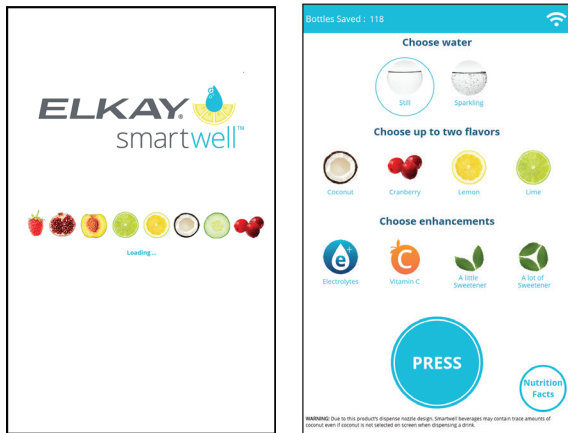 ELKAY®
smartwell™
Loading ...
Bottles Saved : 118
Choose water
Still Sparkling
Choose up to two flavors
Coconut Cranberry Lemon Lime
Choose enhancements
e+ C
Electrolytes Vitamin C A little Sweetener A lot of Sweetener
PRESS
Nutrition
Facts
WARNING: Due to this product's dispense nozzle design. Smartwell beverages may contain trace amounts of
coconut even if coconut is not selected on screen when dispensing a drink.